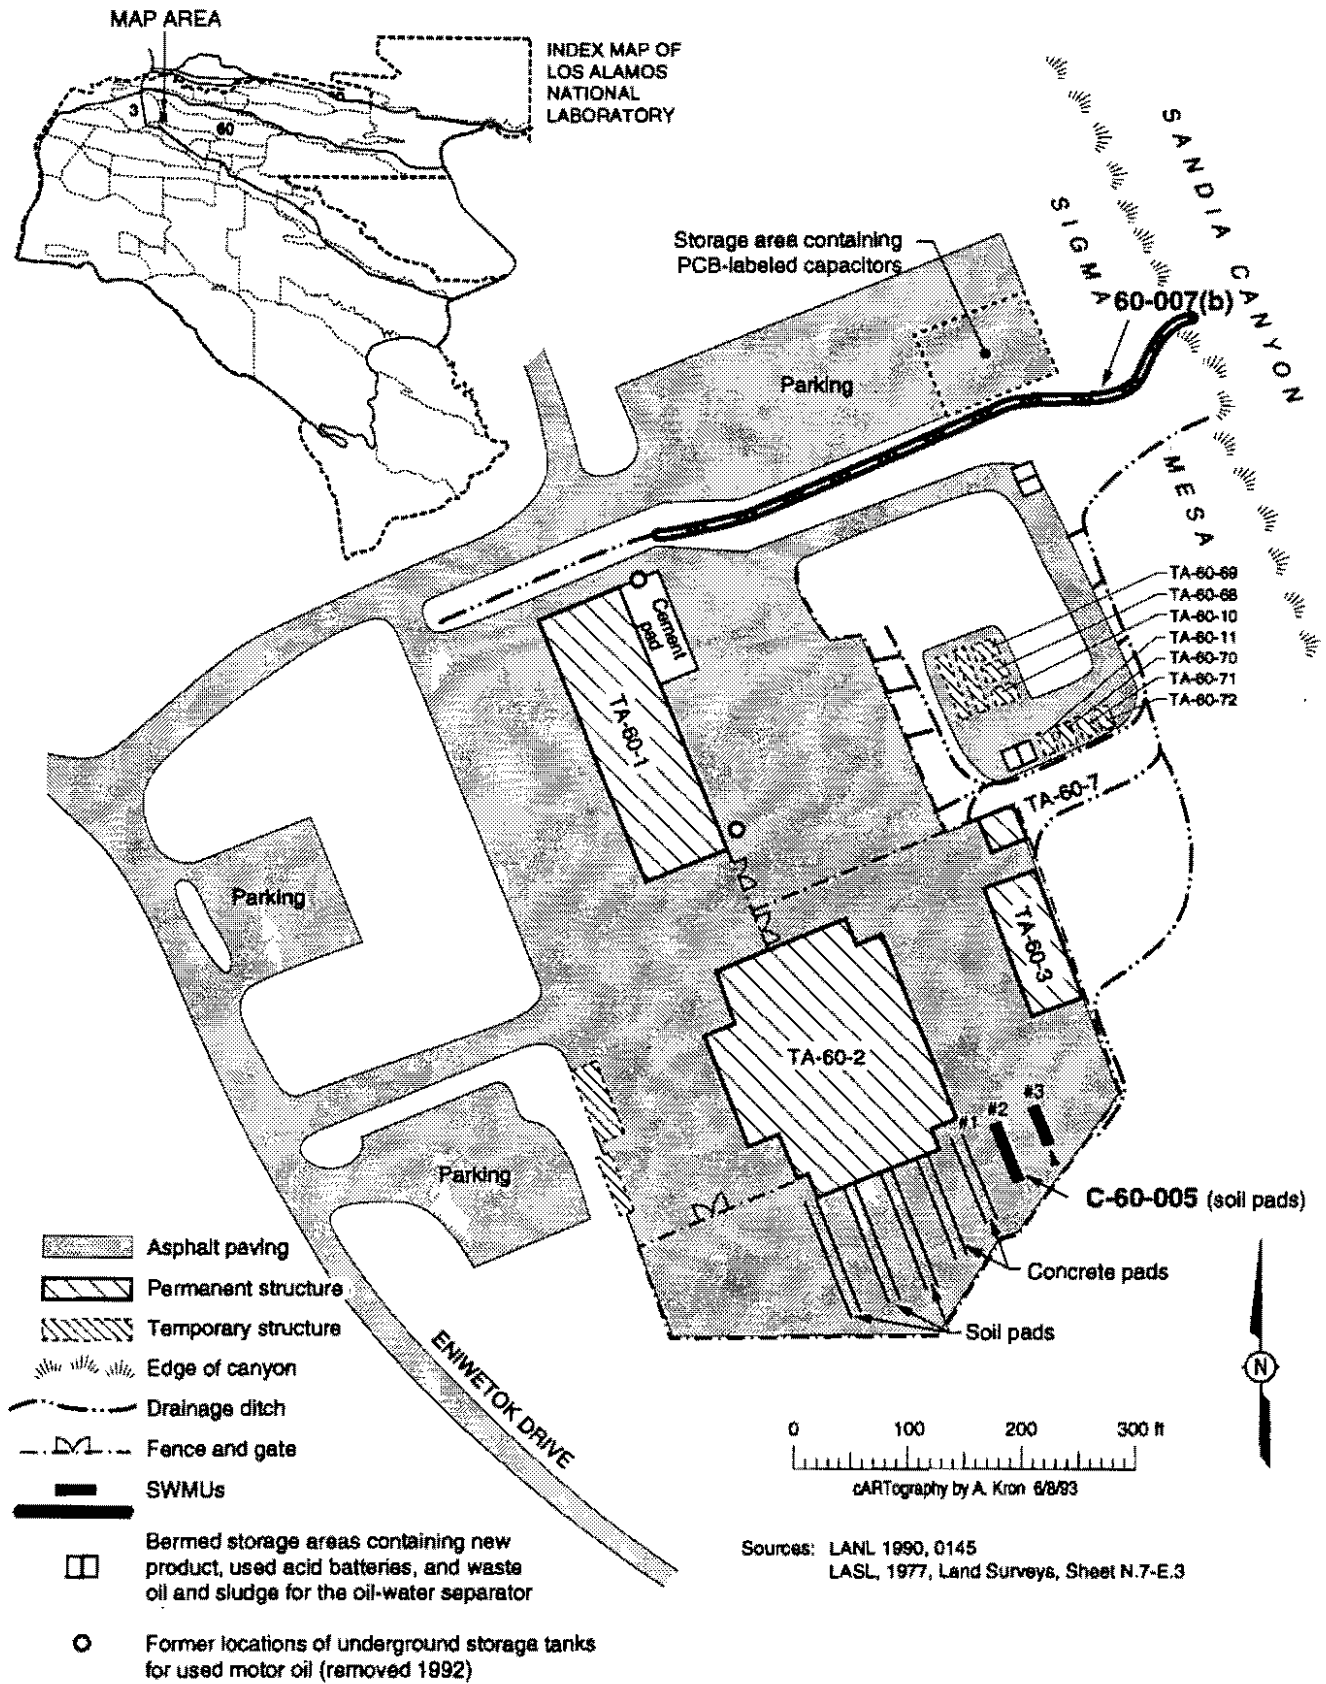 MAP AREA
INDEX MAP OF
LOS ALAMOS
NATIONAL
LABORATORY
3
60
SANDIA CANYON
SIGMA
MESA
Storage area containing
PCB-labeled capacitors
60-007(b)
Parking
TA-60-69
TA-60-68
TA-60-10
TA-60-11
TA-60-70
TA-60-71
TA-60-72
Cement
pad
TA-60-1
TA-60-7
Parking
TA-60-3
TA-60-2
#1
#2
#3
Parking
C-60-005 (soil pads)
Concrete pads
Soil pads
ENIWETOK DRIVE
Asphalt paving
Permanent structure
Temporary structure
Edge of canyon
Drainage ditch
Fence and gate
SWMUs
Bermed storage areas containing new
product, used acid batteries, and waste
oil and sludge for the oil-water separator
Former locations of underground storage tanks
for used motor oil (removed 1992)
N
0 100 200 300 ft
cARTography by A. Kron 6/8/93
Sources: LANL 1990, 0145
LASL, 1977, Land Surveys, Sheet N.7-E.3